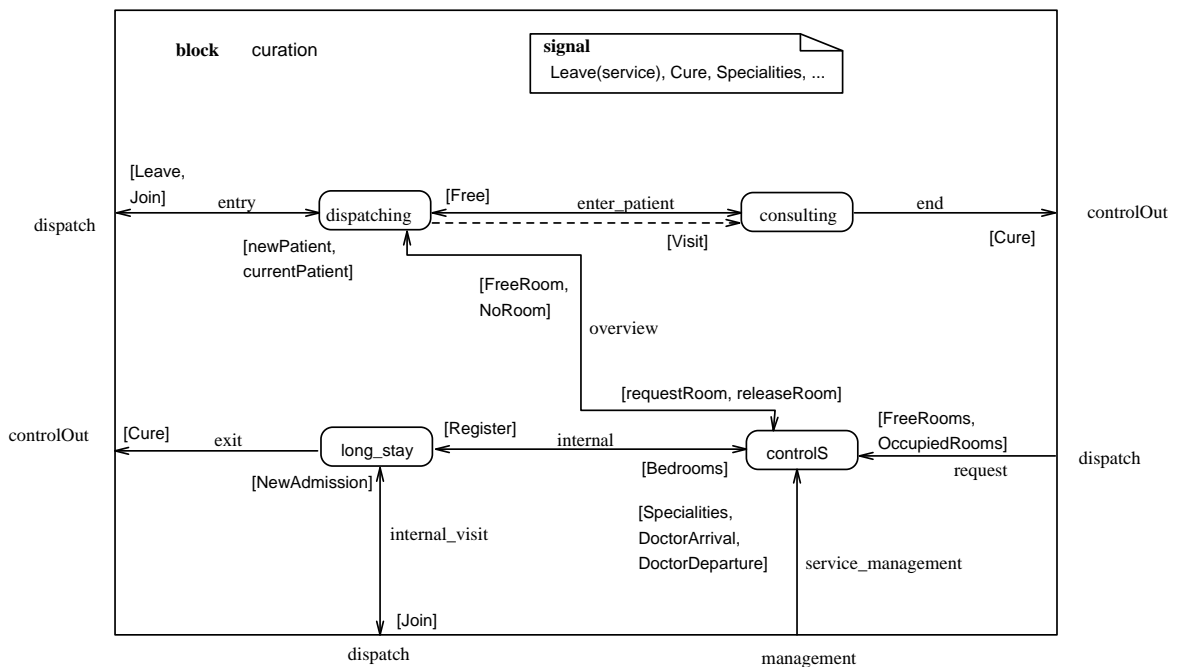 block curation
signal
Leave(service), Cure, Specialities, ...
[Leave,
Join]
entry
dispatching
[Free]
enter_patient
consulting
end
dispatch
controlOut
[newPatient,
currentPatient]
[Visit]
[Cure]
[FreeRoom,
NoRoom]
overview
[requestRoom, releaseRoom]
controlOut
[Cure]
exit
long_stay
[Register]
internal
controlS
[FreeRooms,
OccupiedRooms]
request
dispatch
[NewAdmission]
[Bedrooms]
internal_visit
[Specialities,
DoctorArrival,
DoctorDeparture]
service_management
[Join]
dispatch
management